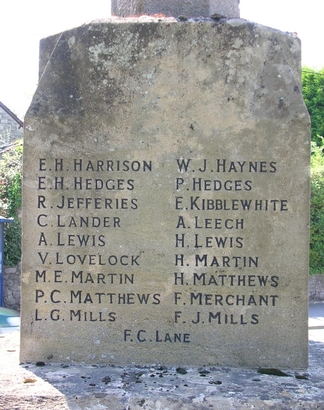 E.H. HARRISON W.J. HAYNES
E.H. HEDGES P. HEDGES
R. JEFFERIES E. KIBBLEWHITE
C. LANDER A. LEECH
A. LEWIS H. LEWIS
V. LOVELOCK H. MARTIN
M.E. MARTIN H. MATTHEWS
P.C. MATTHEWS F. MERCHANT
L.G. MILLS F.J. MILLS
F.C. LANE